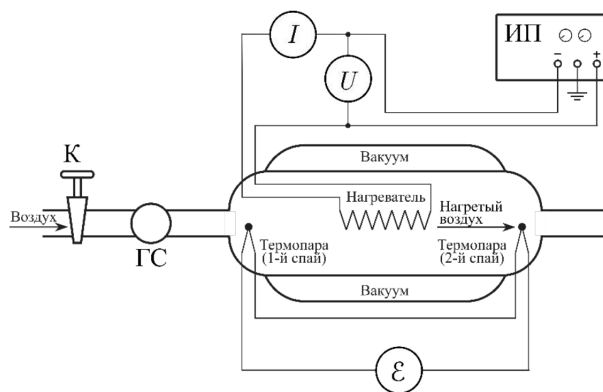 I
ИП
− +
U
К
Вакуум
Воздух
Нагреватель
Нагретый
воздух
ГС
Термопара
(1-й спай)
Термопара
(2-й спай)
Вакуум
ℰ